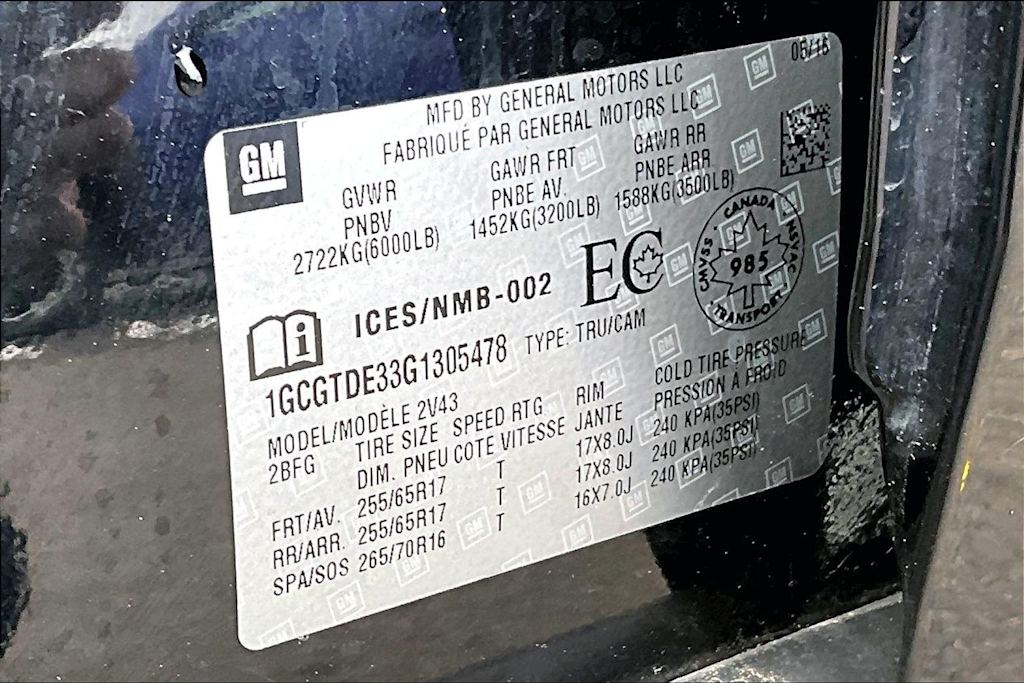 05/16
MFD BY GENERAL MOTORS LLC
FABRIQUÉ PAR GENERAL MOTORS LLC
GM
GVWR GAWR FRT GAWR RR
PNBV PNBE AV. PNBE ARR
2722KG(6000LB) 1452KG(3200LB) 1588KG(3500LB)
ICES/NMB-002 EC
CANADA
CMVSS 985 NSVAC
TRANSPORT
1GCGTDE33G1305478 TYPE: TRU/CAM
MODEL/MODÈLE 2V43
2BFG TIRE SIZE SPEED RTG RIM COLD TIRE PRESSURE
DIM. PNEU COTE VITESSE JANTE PRESSION À FROID
FRT/AV. 255/65R17 T 17X8.0J 240 KPA(35PSI)
RR/ARR. 255/65R17 T 17X8.0J 240 KPA(35PSI)
SPA/SOS 265/70R16 T 16X7.0J 240 KPA(35PSI)